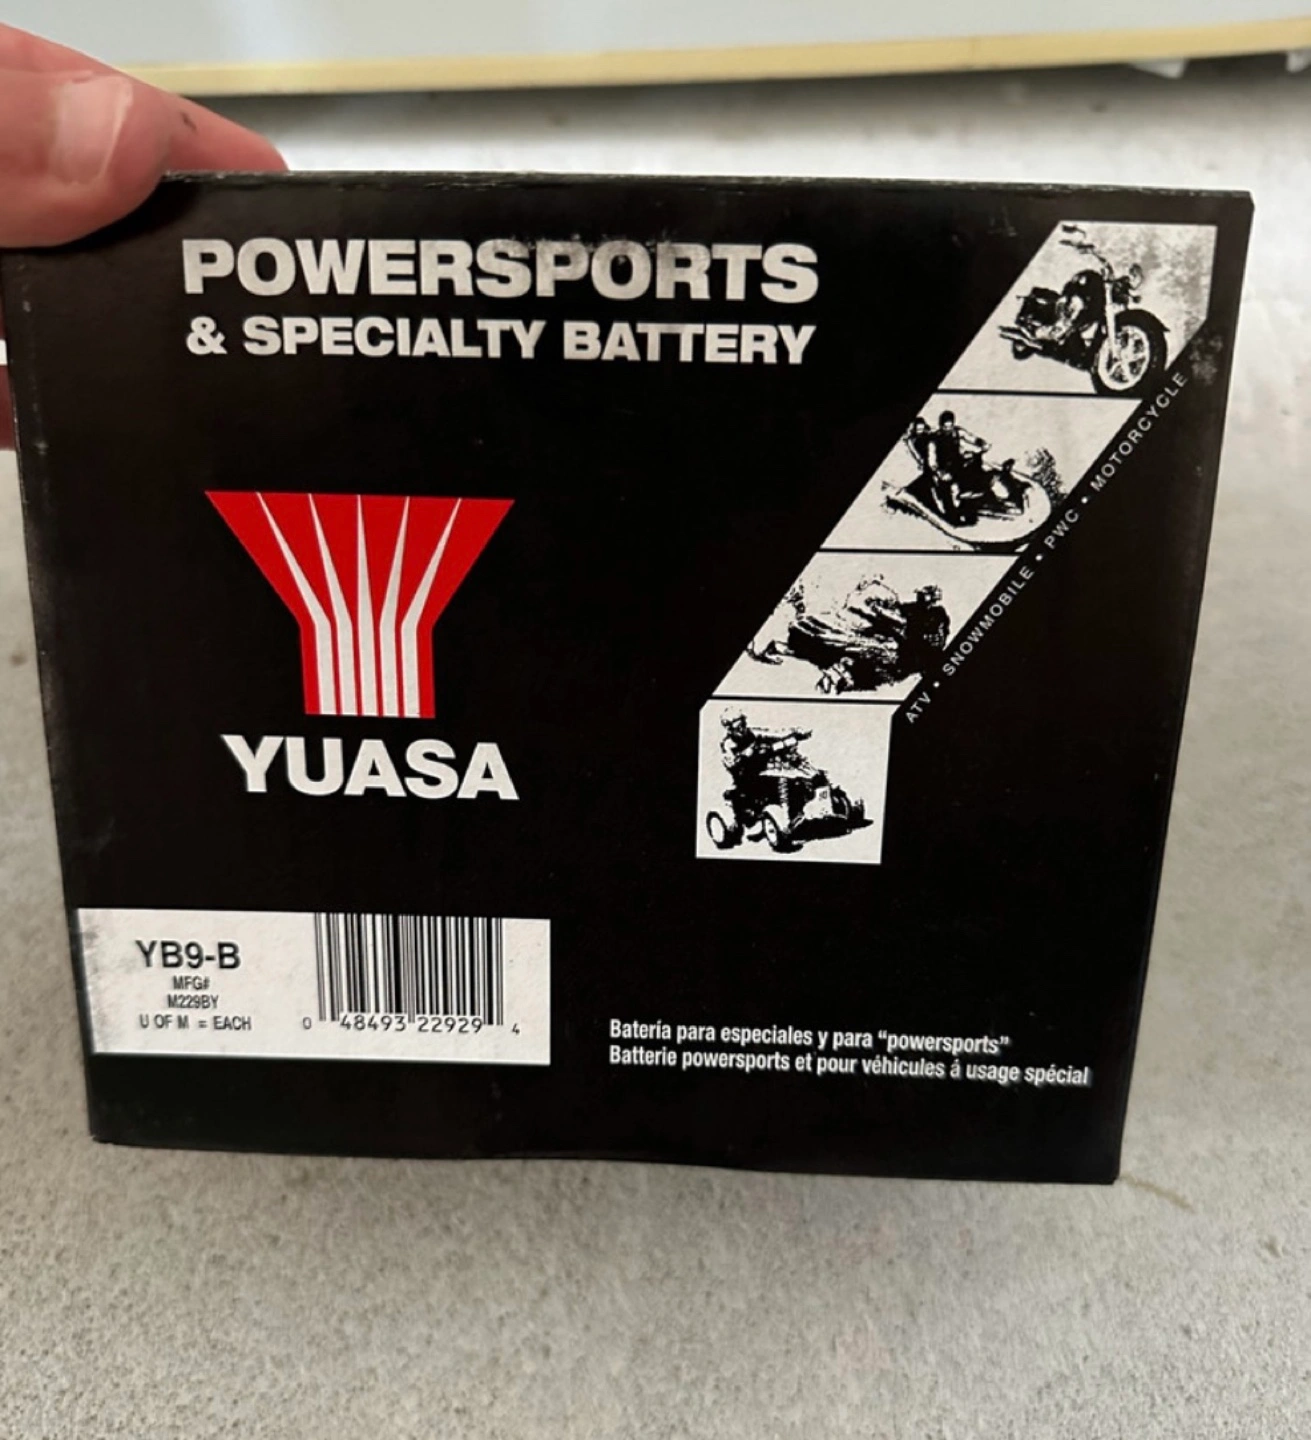 POWERSPORTS
& SPECIALTY BATTERY
ATV • SNOWMOBILE • PWC • MOTORCYCLE
YUASA
YB9-B
MFG#
M229BY
U OF M = EACH
0 48493 22929 4
Batería para especiales y para “powersports”
Batterie powersports et pour véhicules á usage spécial